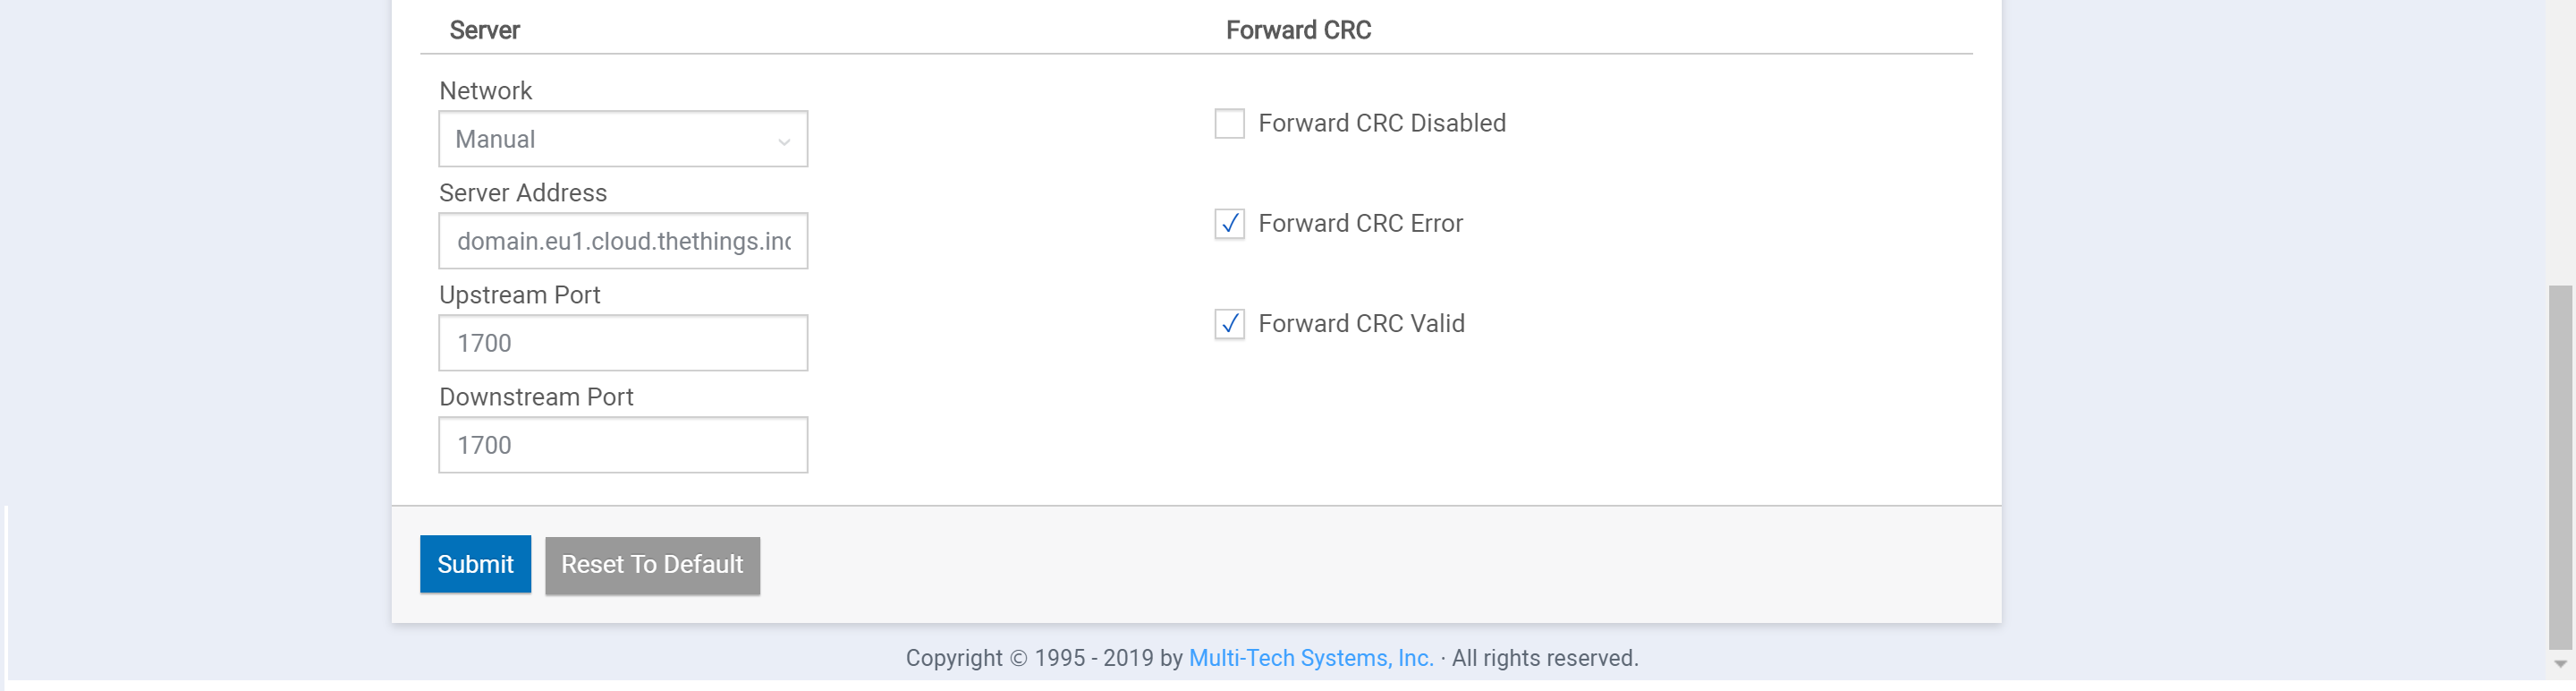 Server
Forward CRC
Network
Manual
Server Address
domain.eu1.cloud.thethings.inc
Upstream Port
1700
Downstream Port
1700
Forward CRC Disabled
Forward CRC Error
Forward CRC Valid
Submit
Reset To Default
Copyright © 1995 - 2019 by Multi-Tech Systems, Inc. · All rights reserved.